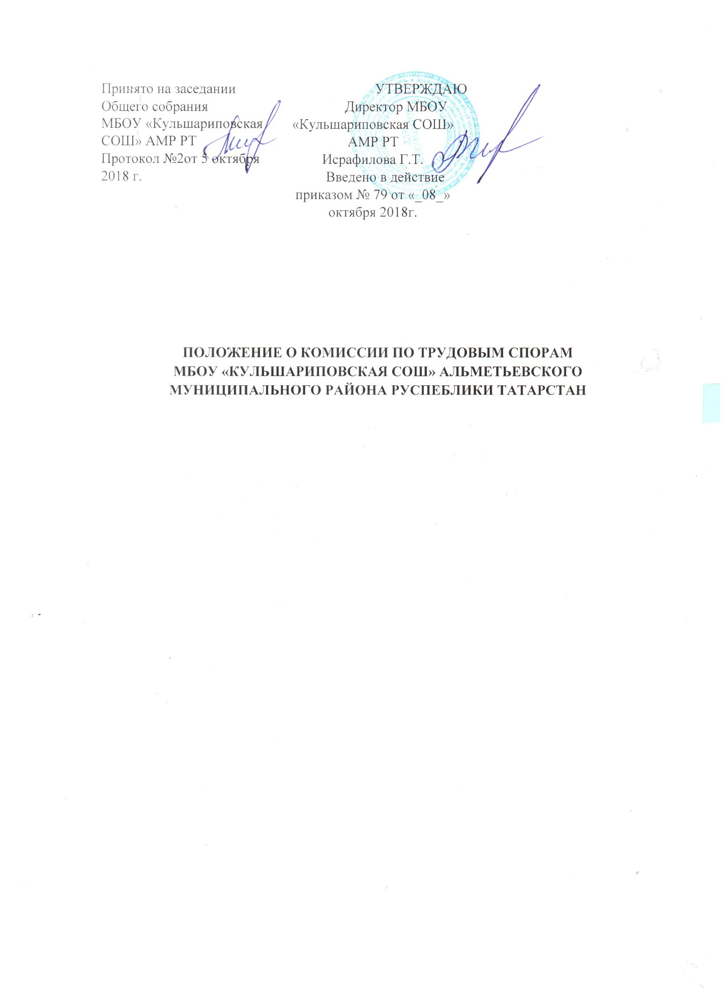 Принято на заседании
Общего собрания
МБОУ «Кульшариповская
СОШ» АМР РТ
Протокол №2от 5 октября
2018 г.
УТВЕРЖДАЮ
Директор МБОУ
«Кульшариповская СОШ»
АМР РТ
Исрафилова Г.Т.
Введено в действие
приказом № 79 от «_08_»
октября 2018г.
ПОЛОЖЕНИЕ О КОМИССИИ ПО ТРУДОВЫМ СПОРАМ
МБОУ «КУЛЬШАРИПОВСКАЯ СОШ» АЛЬМЕТЬЕВСКОГО
МУНИЦИПАЛЬНОГО РАЙОНА РУСПЕБЛИКИ ТАТАРСТАН